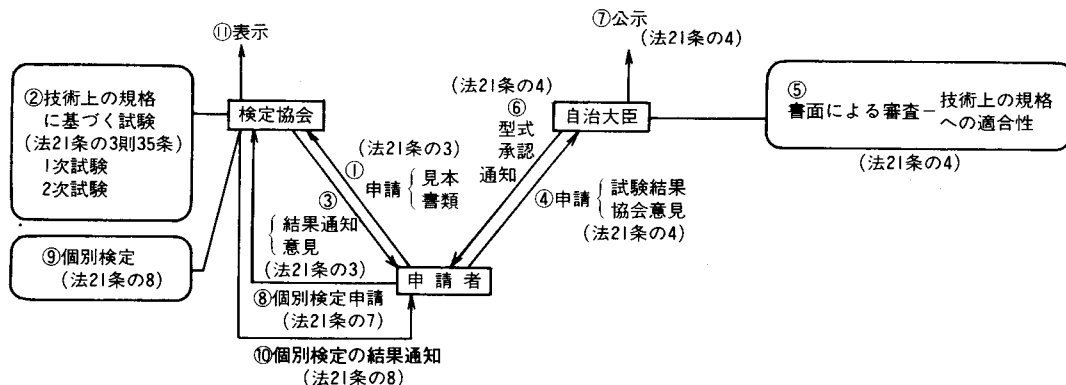 ⑪表示
⑦公示
(法21条の4)
②技術上の規格
に基づく試験
(法21条の3則35条)
1次試験
2次試験
検定協会
(法21条の4)
⑥
型式
承認
通知
自治大臣
⑤
書面による審査－技術上の規格
への適合性
(法21条の4)
(法21条の3)
①
申請 見本
書類
③
結果通知
意見
(法21条の3)
④申請 試験結果
協会意見
(法21条の4)
⑨個別検定
(法21条の8)
申請者
⑧個別検定申請
(法21条の7)
⑩個別検定の結果通知
(法21条の8)